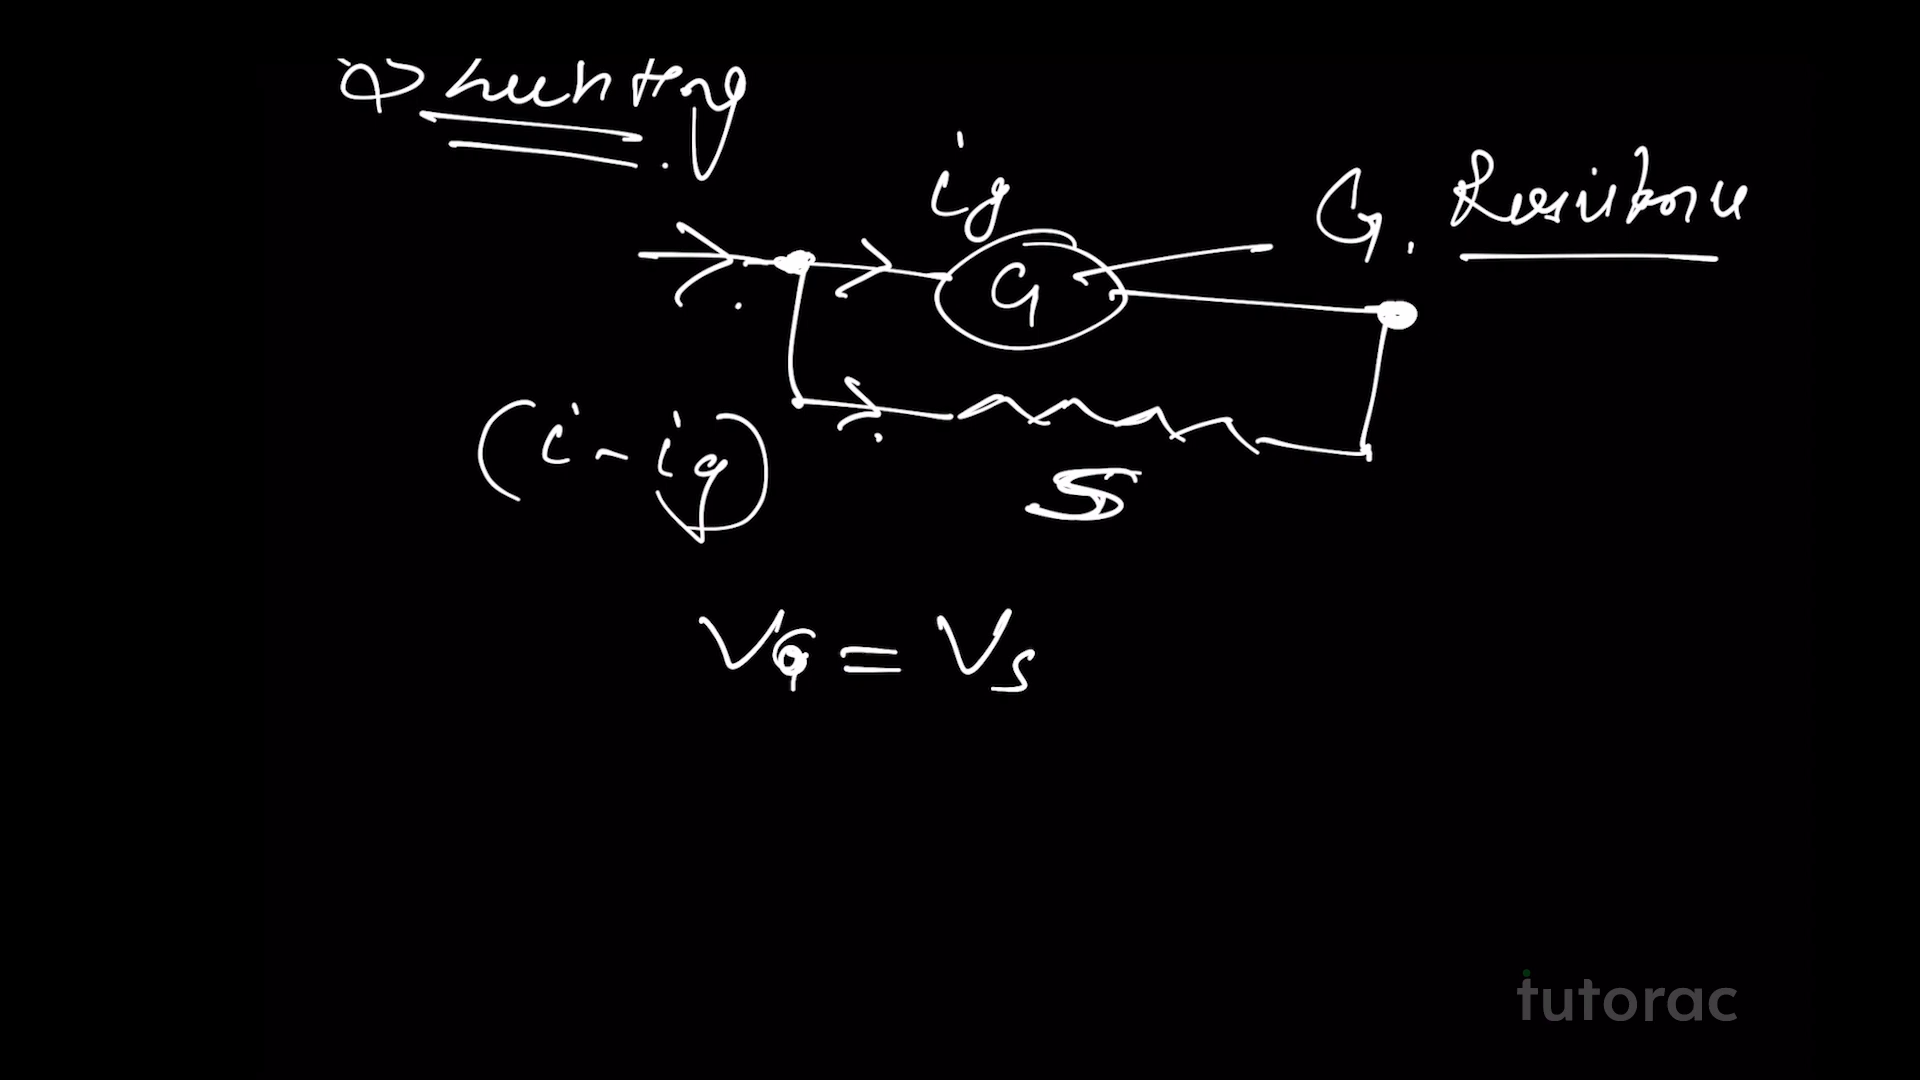 Shunting
ig
G. Resistance
G
(i - ig)
S
VG = VS
tutorac